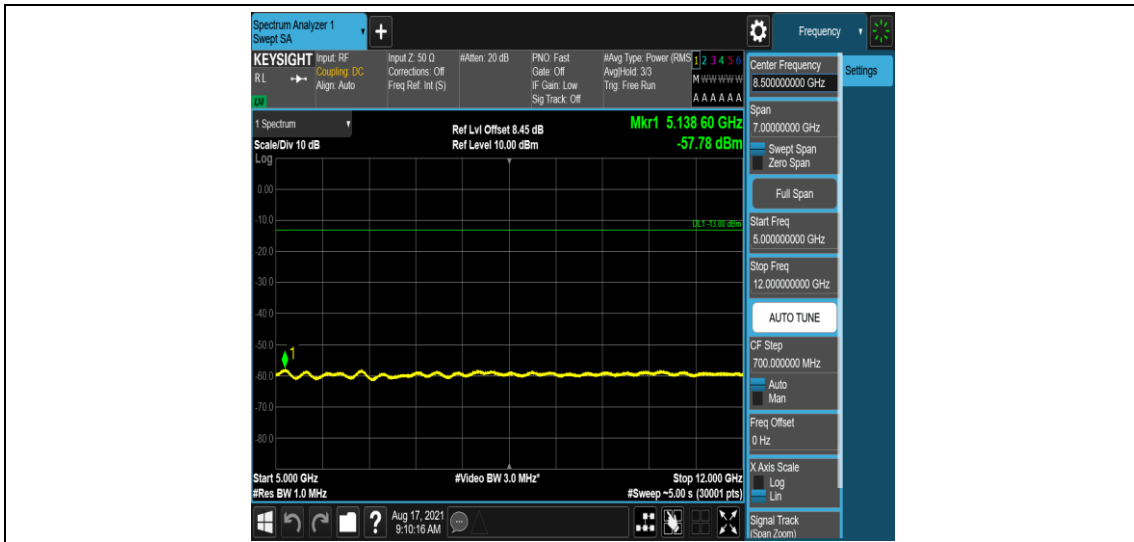 Spectrum Analyzer 1
Swept SA
+
Frequency
KEYSIGHT
RL
LM
Input: RF
Coupling: DC
Align: Auto
Input Z: 50 Ω
Corrections: Off
Freq Ref: Int (S)
#Atten: 20 dB
PNO: Fast
Gate: Off
IF Gain: Low
Sig Track: Off
#Avg Type: Power (RMS
Avg|Hold: 3/3
Trig: Free Run
1 2 3 4 5 6
M W W W W W
A A A A A A
1 Spectrum
Scale/Div 10 dB
Ref Lvl Offset 8.45 dB
Ref Level 10.00 dBm
Mkr1 5.138 60 GHz
-57.78 dBm
Log
0.00
-10.0
DL1 -13.00 dBm
-20.0
-30.0
-40.0
-50.0
1
-60.0
-70.0
-80.0
Start 5.000 GHz
#Video BW 3.0 MHz*
Stop 12.000 GHz
#Res BW 1.0 MHz
#Sweep ~5.00 s (30001 pts)
?
Aug 17, 2021
9:10:16 AM
Center Frequency
8.500000000 GHz
Settings
Span
7.00000000 GHz
Swept Span
Zero Span
Full Span
Start Freq
5.000000000 GHz
Stop Freq
12.000000000 GHz
AUTO TUNE
CF Step
700.000000 MHz
Auto
Man
Freq Offset
0 Hz
X Axis Scale
Log
Lin
Signal Track
(Span Zoom)